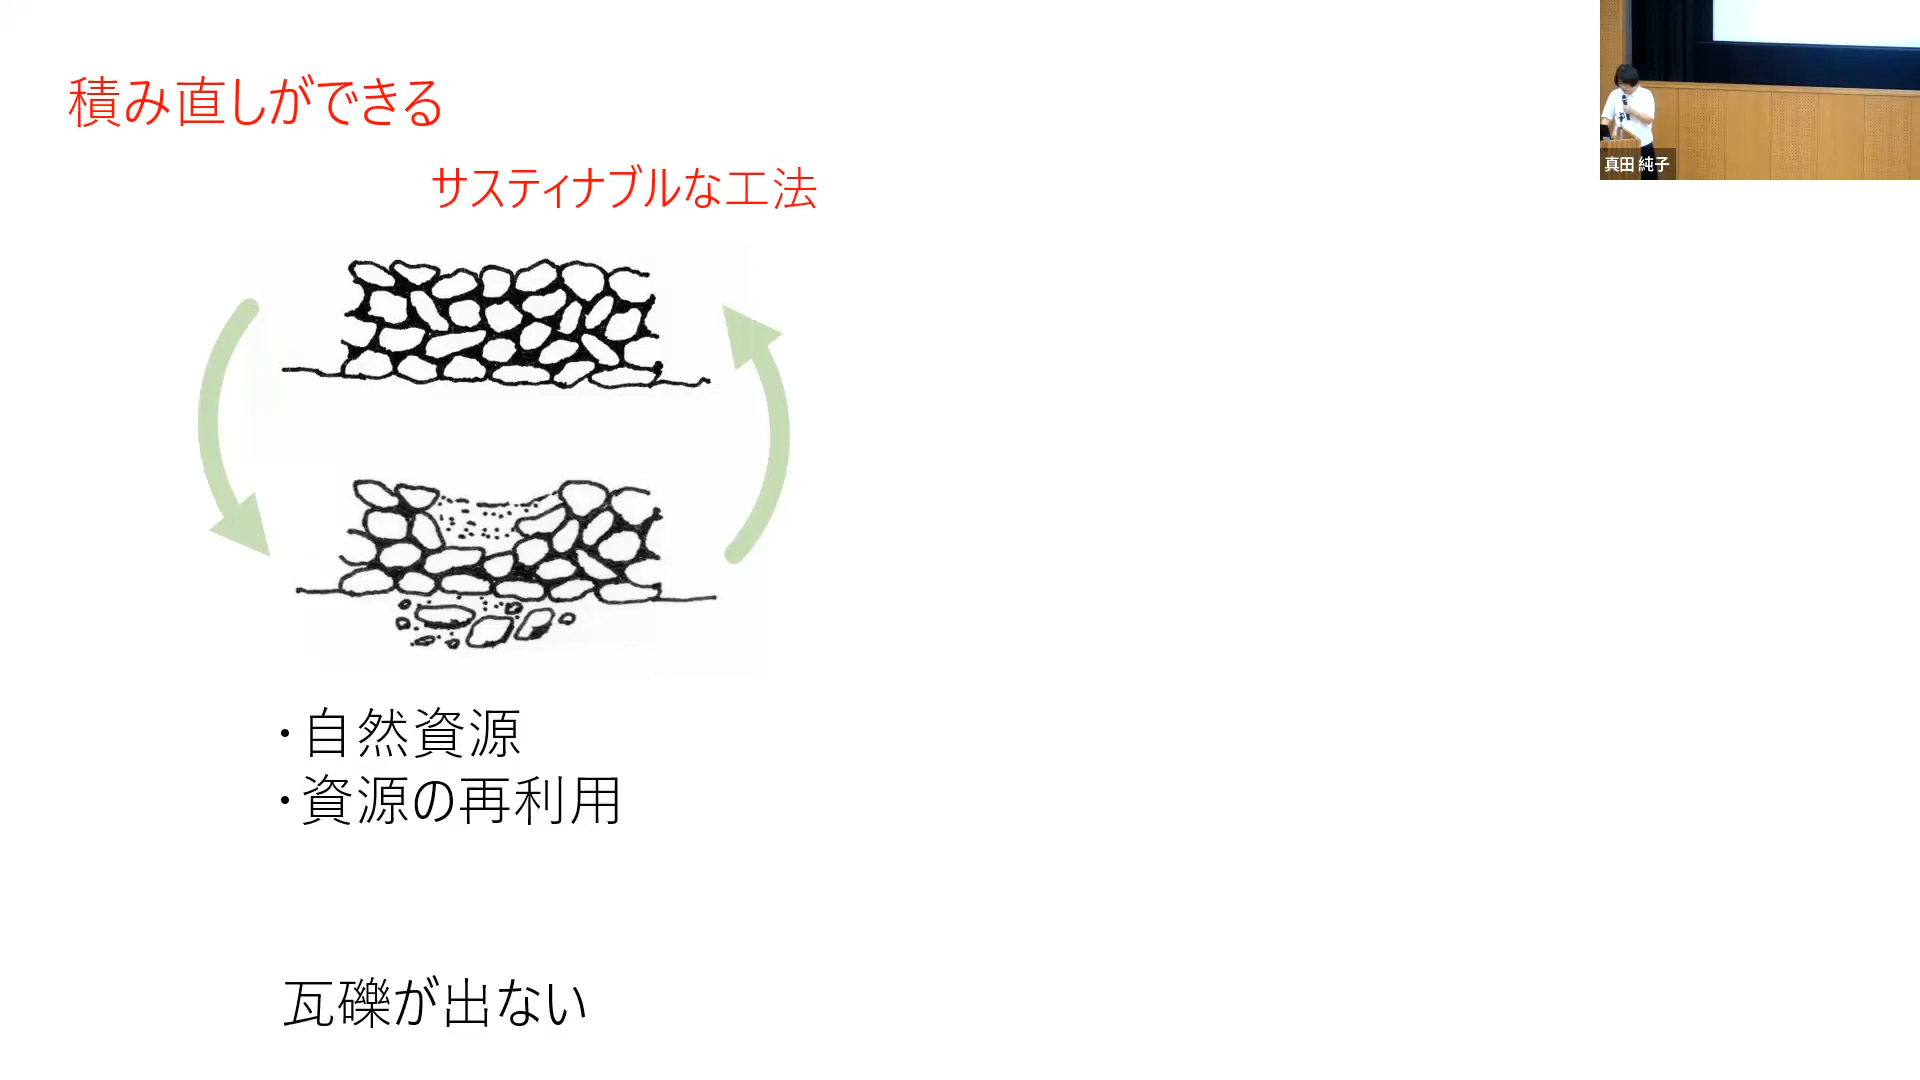 積み直しができる
サスティナブルな工法
・自然資源
・資源の再利用
瓦礫が出ない
真田 純子